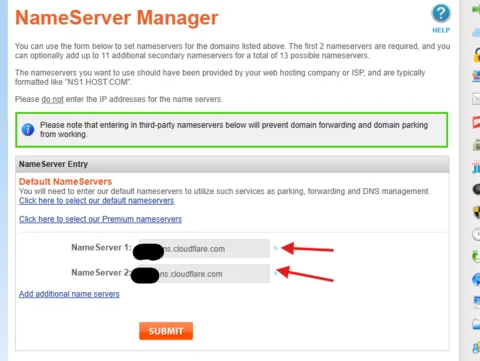 NameServer Manager
HELP
You can use the form below to set nameservers for the domains listed above. The first 2 nameservers are required, and you
can optionally add up to 11 additional secondary nameservers for a total of 13 possible nameservers.
The nameservers you want to use should have been provided by your web hosting company or ISP, and are typically
formatted like "NS1.HOST.COM".
Please do not enter the IP addresses for the name servers.
Please note that entering in third-party nameservers below will prevent domain forwarding and domain parking
from working.
NameServer Entry
Default NameServers
You will need to enter our default nameservers to utilize such services as parking, forwarding and DNS management.
Click here to select our default nameservers
Click here to select our Premium nameservers
NameServer 1: ns.cloudflare.com
NameServer 2: ns.cloudflare.com
Add additional name servers
SUBMIT